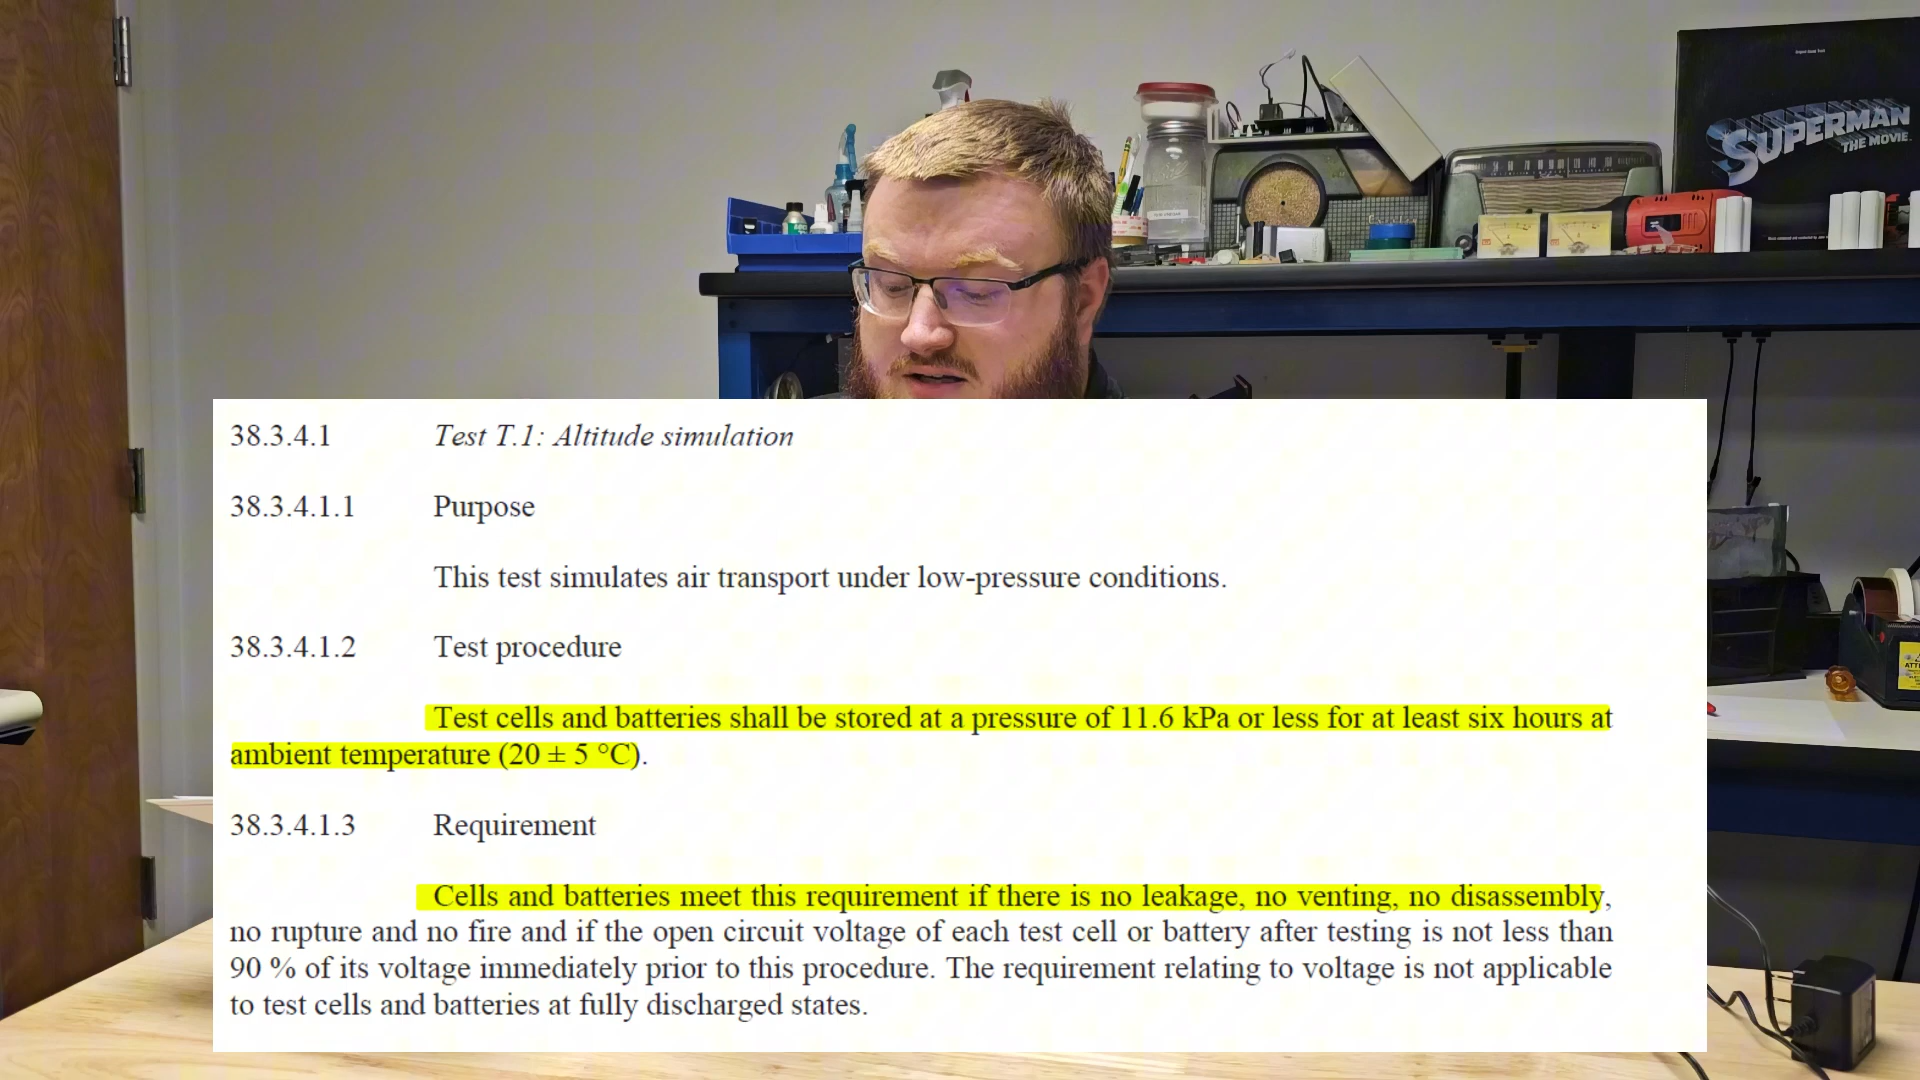 SUPERMAN
THE MOVIE
38.3.4.1 Test T.1: Altitude simulation
38.3.4.1.1 Purpose
This test simulates air transport under low-pressure conditions.
38.3.4.1.2 Test procedure
Test cells and batteries shall be stored at a pressure of 11.6 kPa or less for at least six hours at
ambient temperature (20 ± 5 °C).
38.3.4.1.3 Requirement
Cells and batteries meet this requirement if there is no leakage, no venting, no disassembly,
no rupture and no fire and if the open circuit voltage of each test cell or battery after testing is not less than
90 % of its voltage immediately prior to this procedure. The requirement relating to voltage is not applicable
to test cells and batteries at fully discharged states.